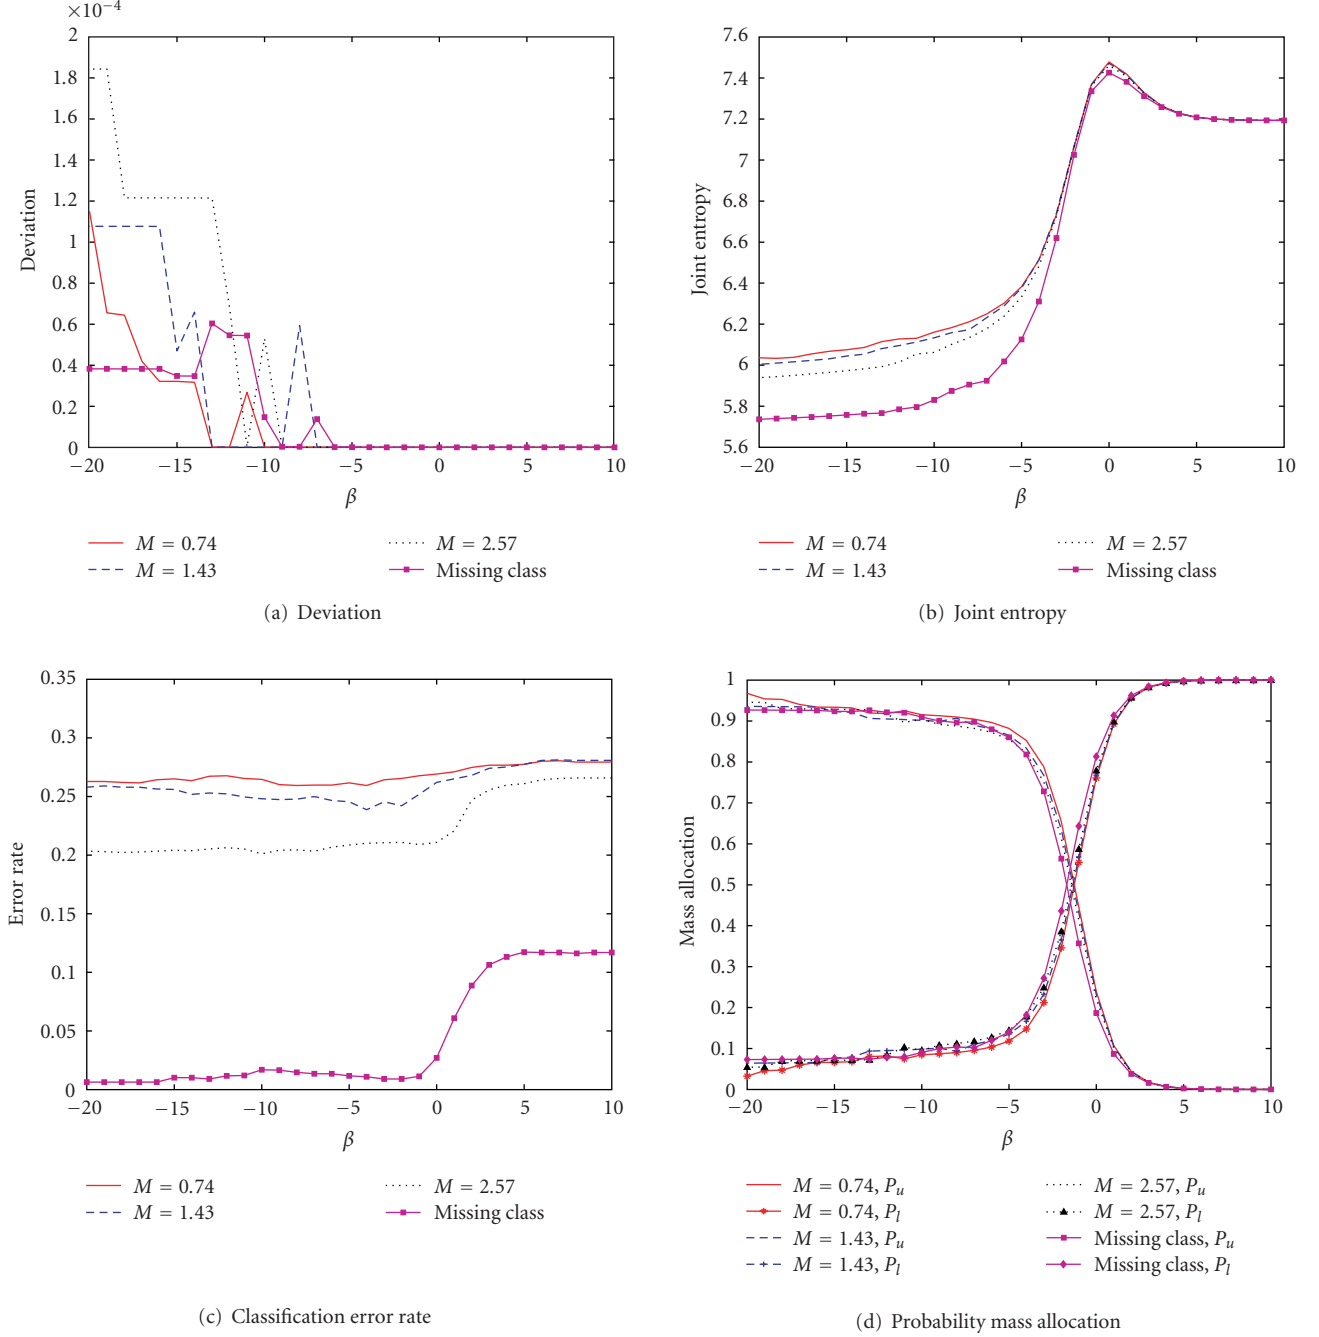 ×10⁻⁴
2
1.8
1.6
1.4
1.2
1
0.8
0.6
0.4
0.2
0
Deviation
−20 −15 −10 −5 0 5 10
β
M = 0.74
M = 1.43
M = 2.57
Missing class
(a) Deviation
7.6
7.4
7.2
7
6.8
6.6
6.4
6.2
6
5.8
5.6
Joint entropy
−20 −15 −10 −5 0 5 10
β
M = 0.74
M = 1.43
M = 2.57
Missing class
(b) Joint entropy
0.35
0.3
0.25
0.2
0.15
0.1
0.05
0
Error rate
−20 −15 −10 −5 0 5 10
β
M = 0.74
M = 1.43
M = 2.57
Missing class
(c) Classification error rate
1
0.9
0.8
0.7
0.6
0.5
0.4
0.3
0.2
0.1
0
Mass allocation
−20 −15 −10 −5 0 5 10
β
M = 0.74, Pu
M = 0.74, Pl
M = 1.43, Pu
M = 1.43, Pl
M = 2.57, Pu
M = 2.57, Pl
Missing class, Pu
Missing class, Pl
(d) Probability mass allocation